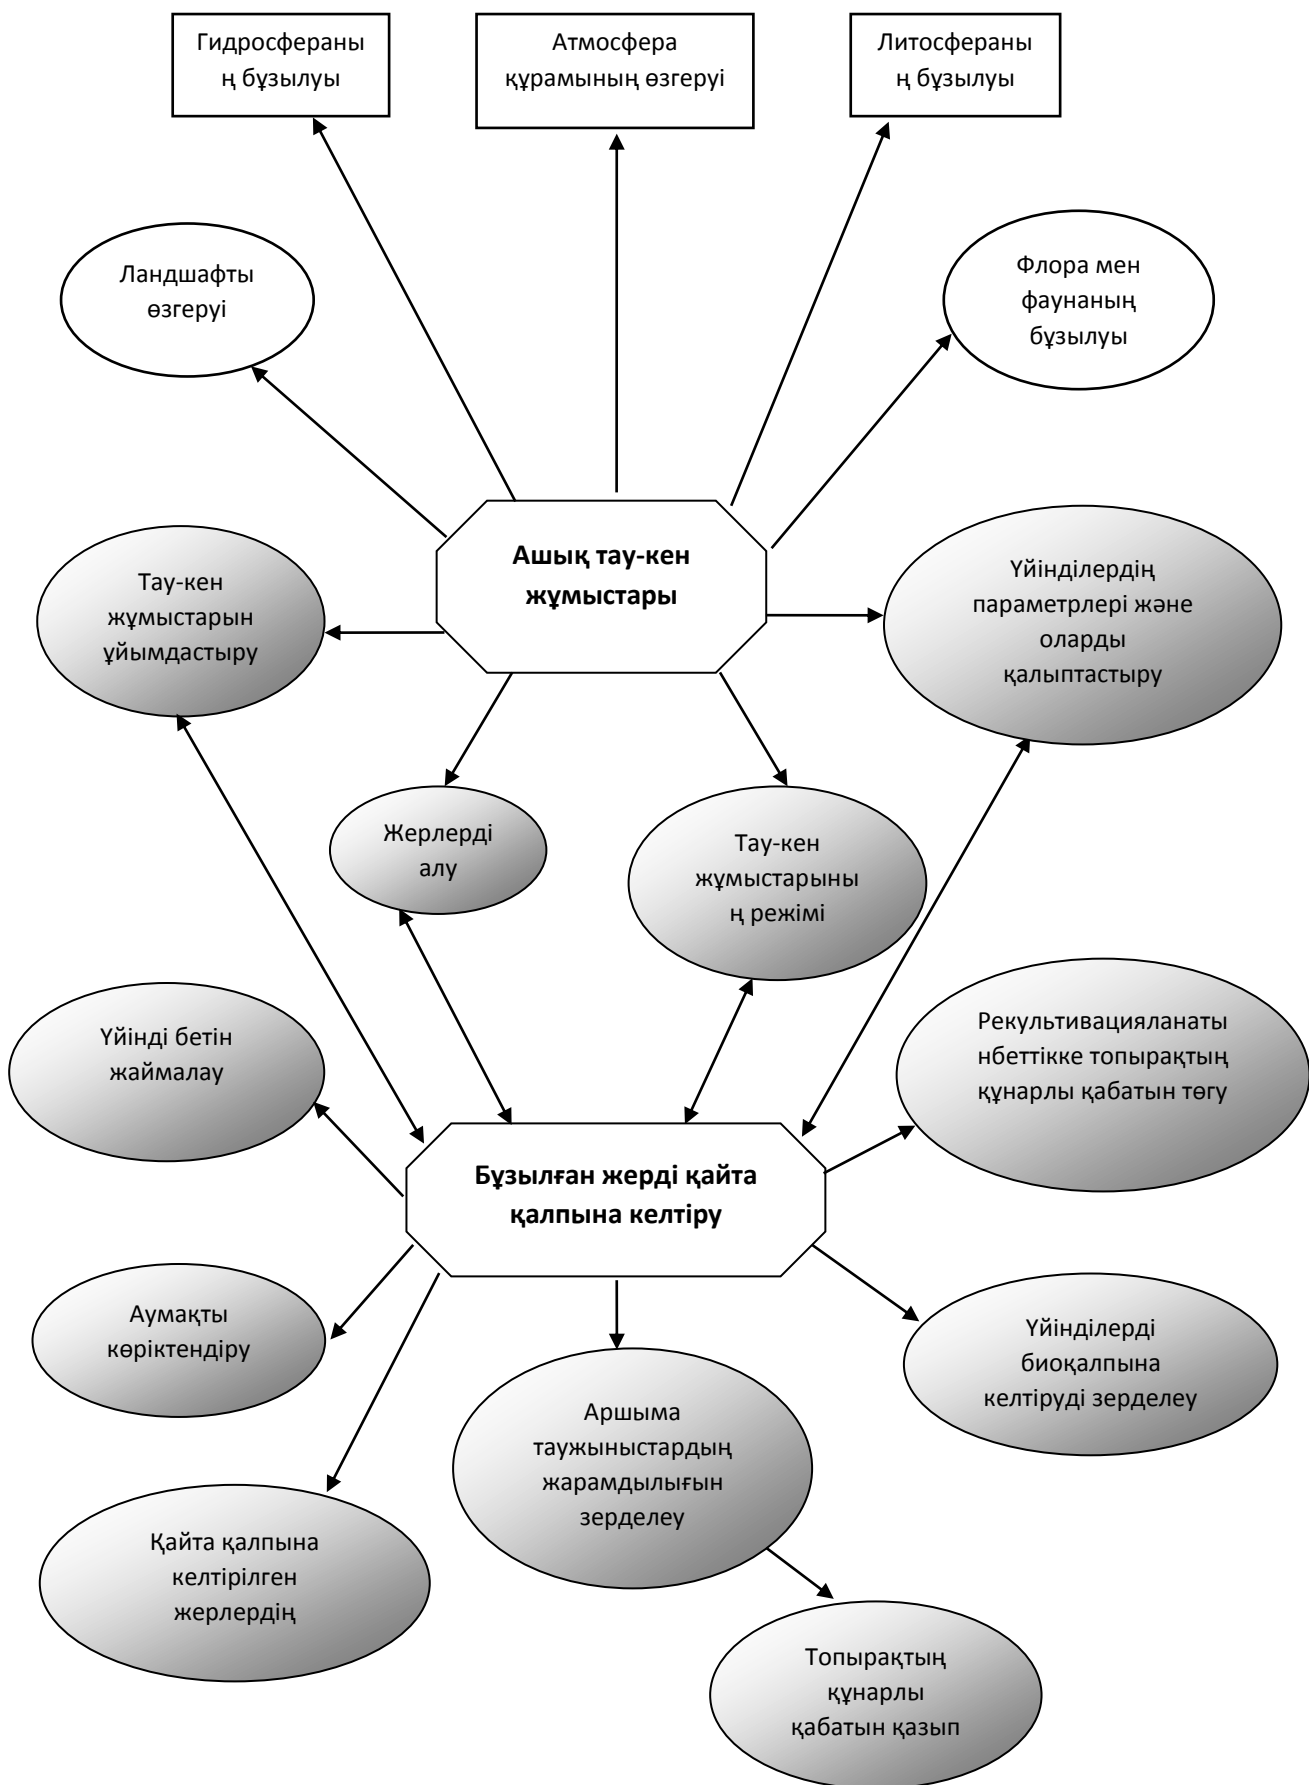 Гидросфераны
ң бұзылуы
Атмосфера
құрамының өзгеруі
Литосфераны
ң бұзылуы
Ландшафты
өзгеруі
Флора мен
фаунаның
бұзылуы
Ашық тау-кен
жұмыстары
Тау-кен
жұмыстарын
ұйымдастыру
Үйінділердің
параметрлері және
оларды
қалыптастыру
Жерлерді
алу
Тау-кен
жұмыстарыны
ң режімі
Үйінді бетін
жаймалау
Рекультивацияланаты
нбеттікке топырақтың
құнарлы қабатын төгу
Бұзылған жерді қайта
қалпына келтіру
Аумақты
көріктендіру
Үйінділерді
биоқалпына
келтіруді зерделеу
Аршыма
таужыныстардың
жарамдылығын
зерделеу
Қайта қалпына
келтірілген
жерлердің
Топырақтың
құнарлы
қабатын қазып